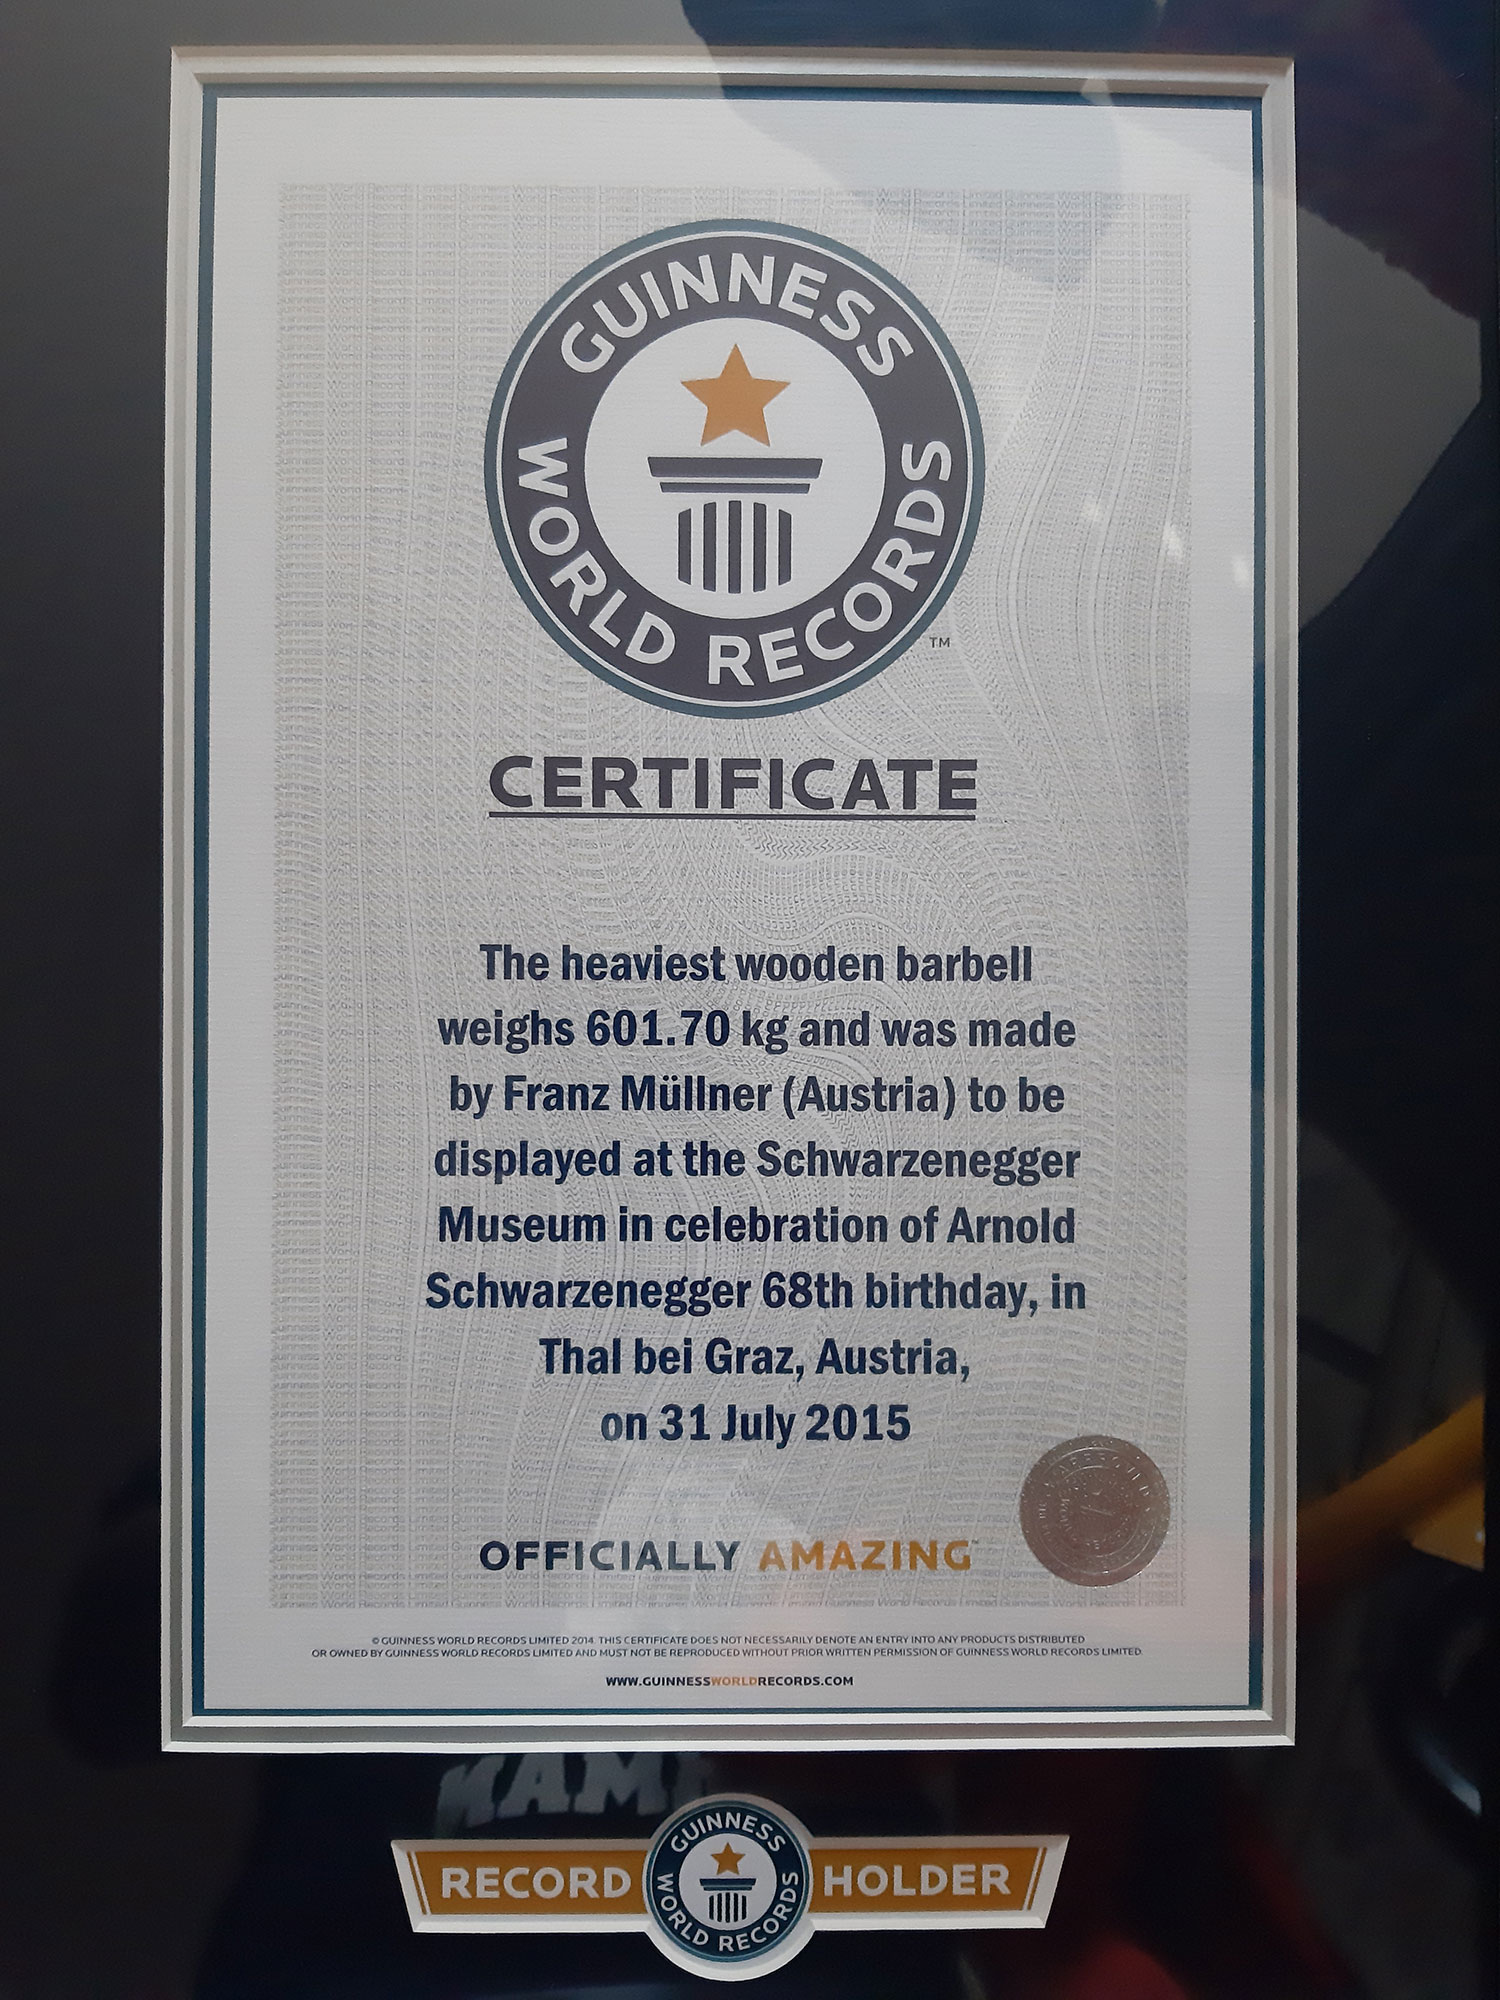 GUINNESS
WORLD RECORDS
TM
CERTIFICATE
The heaviest wooden barbell
weighs 601.70 kg and was made
by Franz Müllner (Austria) to be
displayed at the Schwarzenegger
Museum in celebration of Arnold
Schwarzenegger 68th birthday, in
Thal bei Graz, Austria,
on 31 July 2015
OFFICIALLY AMAZING
© GUINNESS WORLD RECORDS LIMITED 2014. THIS CERTIFICATE DOES NOT NECESSARILY DENOTE AN ENTRY INTO ANY PRODUCTS DISTRIBUTED
OR OWNED BY GUINNESS WORLD RECORDS LIMITED AND MUST NOT BE REPRODUCED WITHOUT PRIOR WRITTEN PERMISSION OF GUINNESS WORLD RECORDS LIMITED.
WWW.GUINNESSWORLDRECORDS.COM
RECORD
GUINNESS
WORLD RECORDS
HOLDER